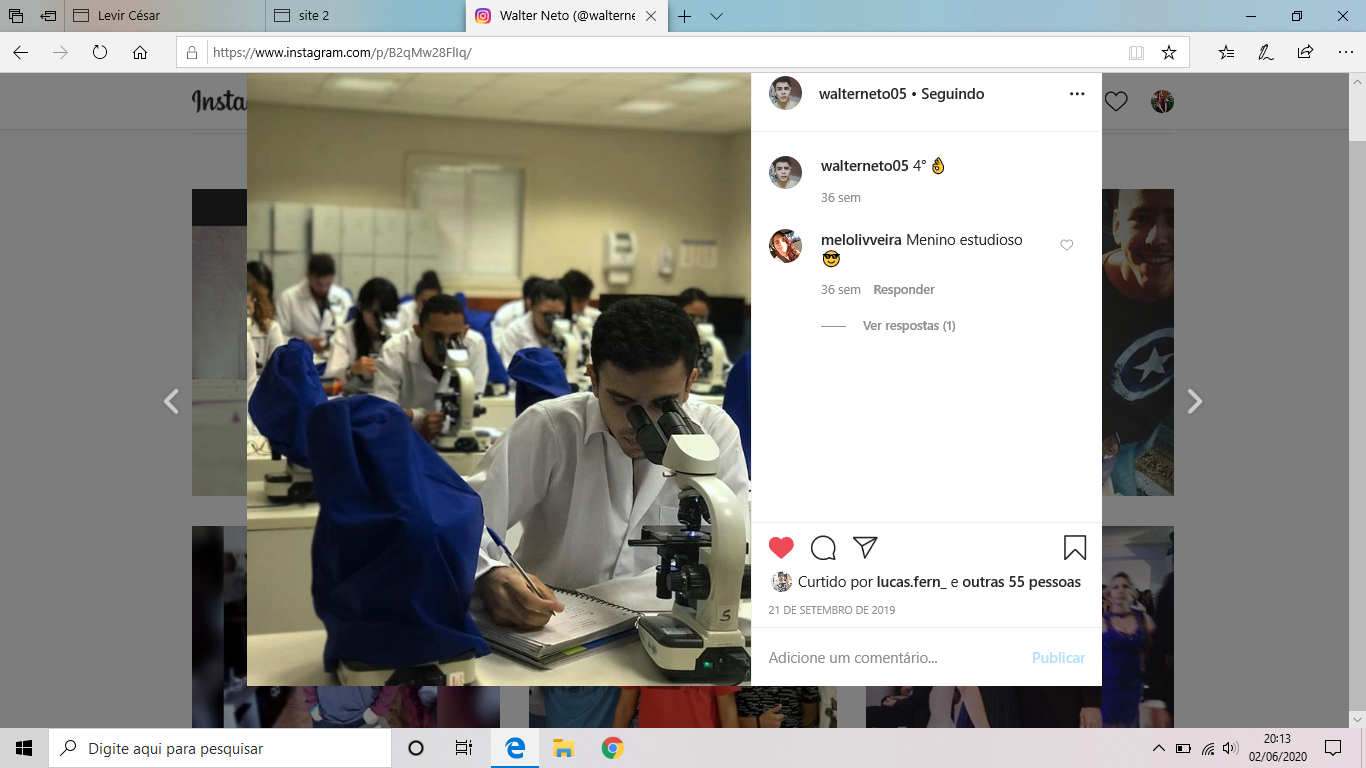 Levir César
site 2
Walter Neto (@walterne
https://www.instagram.com/p/B2qMw28FlIq/
Insta
walterneto05 • Seguindo
walterneto05 4° 👌
36 sem
melolivveira Menino estudioso
😎
36 sem Responder
Ver respostas (1)
Curtido por lucas.fern_ e outras 55 pessoas
21 DE SETEMBRO DE 2019
Adicione um comentário... Publicar
S
Digite aqui para pesquisar
20:13
02/06/2020